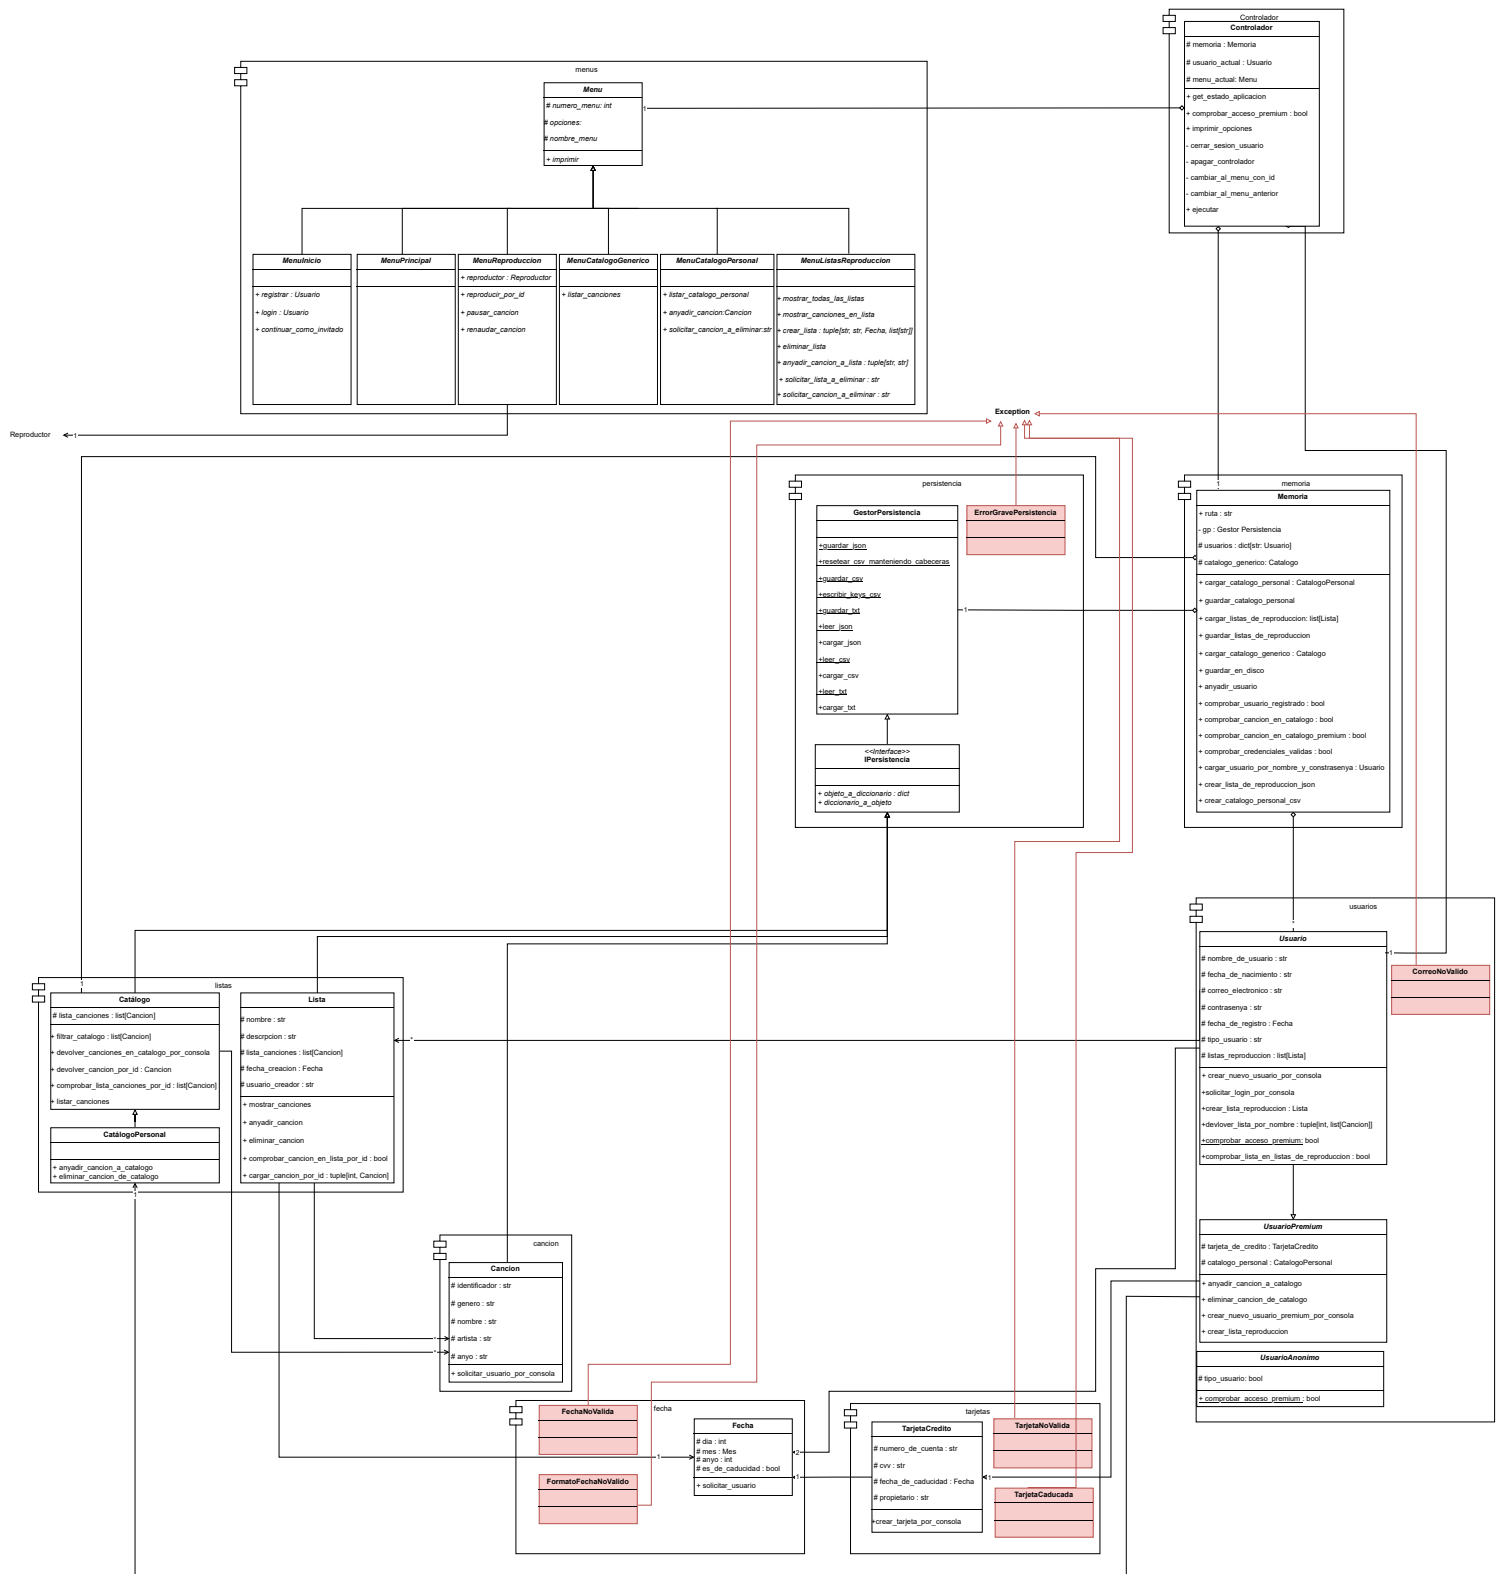 Controlador
Controlador
# memoria : Memoria
# usuario_actual : Usuario
# menu_actual: Menu
+ get_estado_aplicacion
+ comprobar_acceso_premium : bool
+ imprimir_opciones
- cerrar_sesion_usuario
- apagar_controlador
- cambiar_al_menu_con_id
- cambiar_al_menu_anterior
+ ejecutar
menus
Menu
# numero_menu: int
# opciones:
# nombre_menu
+ imprimir
1
MenuInicio
+ registrar : Usuario
+ login : Usuario
+ continuar_como_invitado
MenuPrincipal
MenuReproduccion
+ reproductor : Reproductor
+ reproducir_por_id
+ pausar_cancion
+ renaudar_cancion
MenuCatalogoGenerico
+ listar_canciones
MenuCatalogoPersonal
+ listar_catalogo_personal
+ anyadir_cancion:Cancion
+ solicitar_cancion_a_eliminar:str
MenuListasReproduccion
+ mostrar_todas_las_listas
+ mostrar_canciones_en_lista
+ crear_lista : tuple[str, str, Fecha, list[str]]
+ eliminar_lista
+ anyadir_cancion_a_lista : tuple[str, str]
+ solicitar_lista_a_eliminar : str
+ solicitar_cancion_a_eliminar : str
Reproductor
1
Exception
persistencia
GestorPersistencia
+guardar_json
+resetear_csv_manteniendo_cabeceras
+guardar_csv
+escribir_keys_csv
+guardar_txt
+leer_json
+cargar_json
+leer_csv
+cargar_csv
+leer_txt
+cargar_txt
ErrorGravePersistencia
1
<<Interface>>
IPersistencia
+ objeto_a_diccionario : dict
+ diccionario_a_objeto
1
memoria
Memoria
+ ruta : str
- gp : Gestor Persistencia
# usuarios : dict[str: Usuario]
# catalogo_generico: Catalogo
+ cargar_catalogo_personal : CatalogoPersonal
+ guardar_catalogo_personal
+ cargar_listas_de_reproduccion: list[Lista]
+ guardar_listas_de_reproduccion
+ cargar_catalogo_generico : Catalogo
+ guardar_en_disco
+ anyadir_usuario
+ comprobar_usuario_registrado : bool
+ comprobar_cancion_en_catalogo : bool
+ comprobar_cancion_en_catalogo_premium : bool
+ comprobar_credenciales_validas : bool
+ cargar_usuario_por_nombre_y_constrasenya : Usuario
+ crear_lista_de_reproduccion_json
+ crear_catalogo_personal_csv
*
usuarios
Usuario
# nombre_de_usuario : str
# fecha_de_nacimiento : str
# correo_electronico : str
# contrasenya : str
# fecha_de_registro : Fecha
# tipo_usuario : str
# listas_reproduccion : list[Lista]
+ crear_nuevo_usuario_por_consola
+solicitar_login_por_consola
+crear_lista_reproduccion : Lista
+devlover_lista_por_nombre : tuple[int, list[Cancion]]
+comprobar_acceso_premium: bool
+comprobar_lista_en_listas_de_reproduccion : bool
1
CorreoNoValido
UsuarioPremium
# tarjeta_de_credito : TarjetaCredito
# catalogo_personal : CatalogoPersonal
+ anyadir_cancion_a_catalogo
+ eliminar_cancion_de_catalogo
+ crear_nuevo_usuario_premium_por_consola
+ crear_lista_reproduccion
UsuarioAnonimo
# tipo_usuario: bool
+ comprobar_acceso_premium : bool
listas
1
Catálogo
# lista_canciones : list[Cancion]
+ filtrar_catalogo : list[Cancion]
+ devolver_canciones_en_catalogo_por_consola
+ devolver_cancion_por_id : Cancion
+ comprobar_lista_canciones_por_id : list[Cancion]
+ listar_canciones
CatálogoPersonal
+ anyadir_cancion_a_catalogo
+ eliminar_cancion_de_catalogo
1
Lista
# nombre : str
# descrpcion : str
# lista_canciones : list[Cancion]
# fecha_creacion : Fecha
# usuario_creador : str
+ mostrar_canciones
+ anyadir_cancion
+ eliminar_cancion
+ comprobar_cancion_en_lista_por_id : bool
+ cargar_cancion_por_id : tuple[int, Cancion]
*
cancion
Cancion
# identificador : str
# genero : str
# nombre : str
# artista : str
# anyo : str
+ solicitar_usuario_por_consola
*
*
fecha
FechaNoValida
FormatoFechaNoValido
Fecha
# dia : int
# mes : Mes
# anyo : int
# es_de_caducidad : bool
+ solicitar_usuario
1
2
1
tarjetas
TarjetaCredito
# numero_de_cuenta : str
# cvv : str
# fecha_de_caducidad : Fecha
# propietario : str
+crear_tarjeta_por_consola
TarjetaNoValida
TarjetaCaducada
1